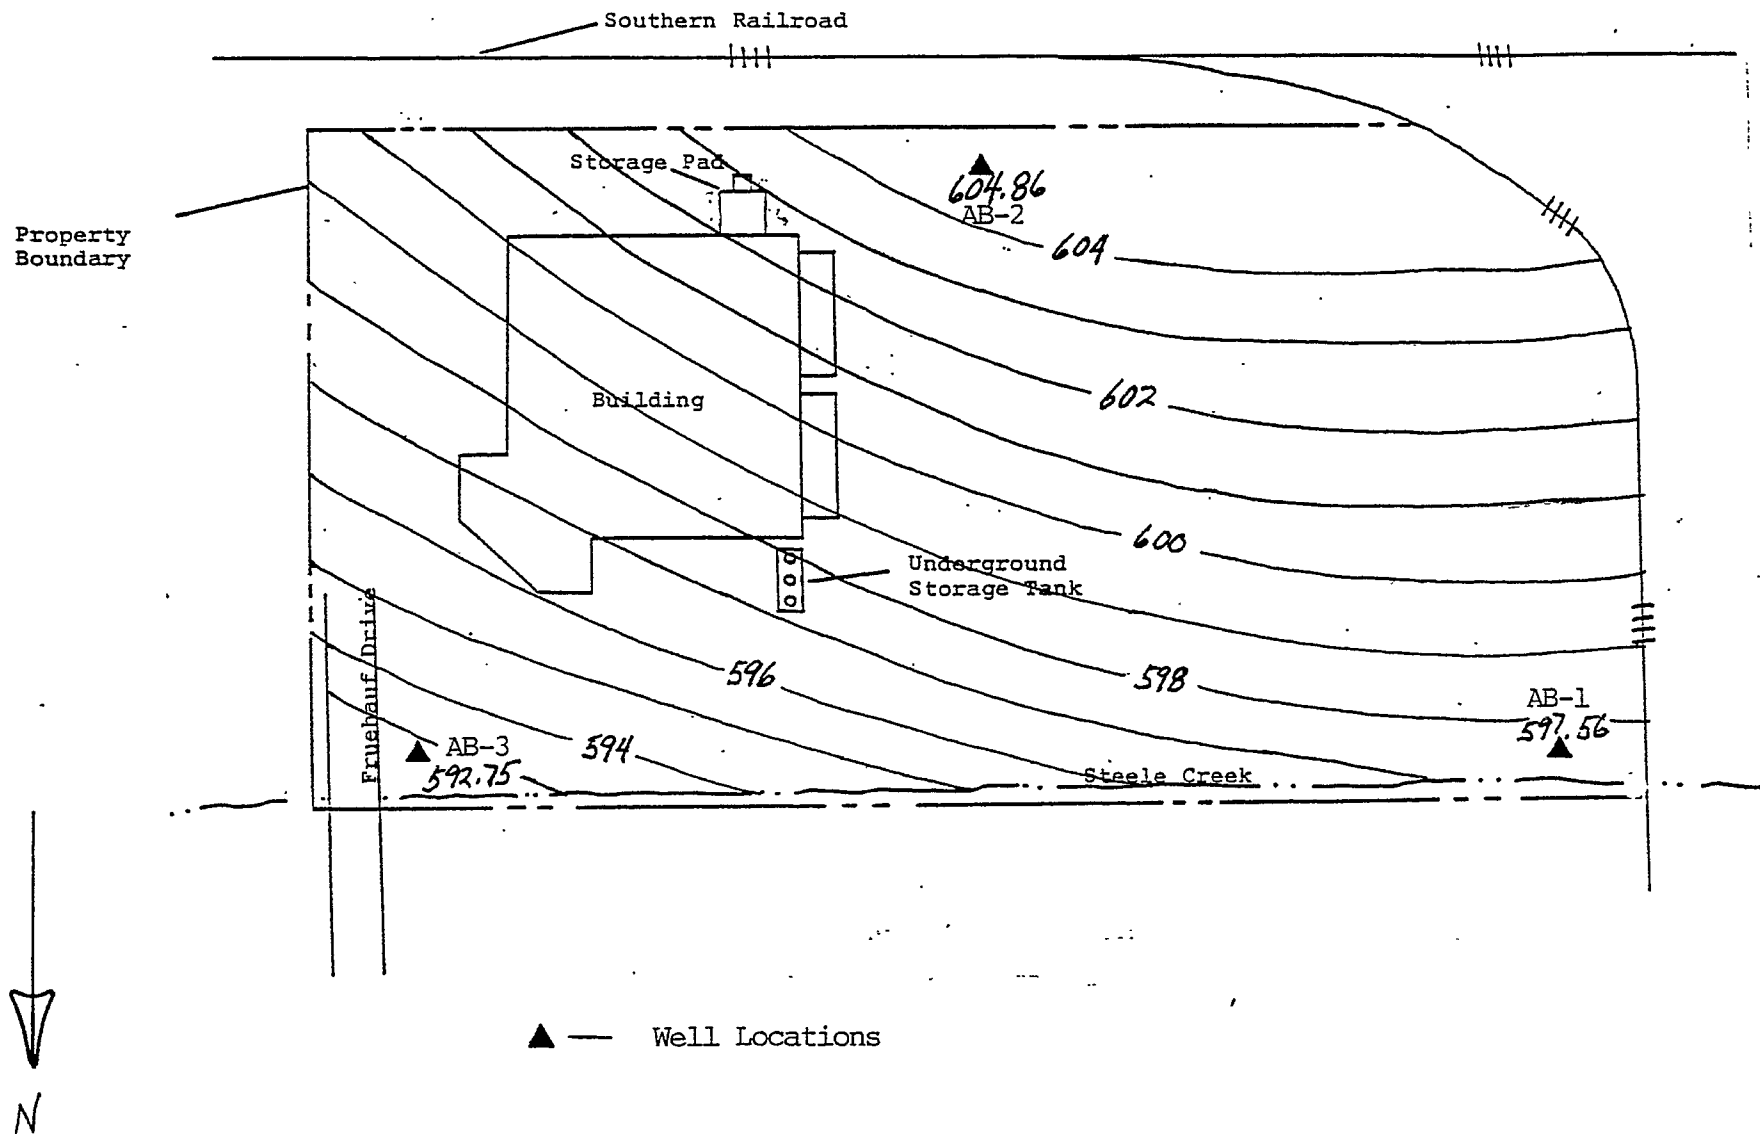 Southern Railroad
Storage Pad
604.86
AB-2
Property
Boundary
604
602
Building
600
Underground
Storage Tank
Fruehauf Drive
596
598
AB-1
597.56
AB-3
592.75
594
Steele Creek
Well Locations
N